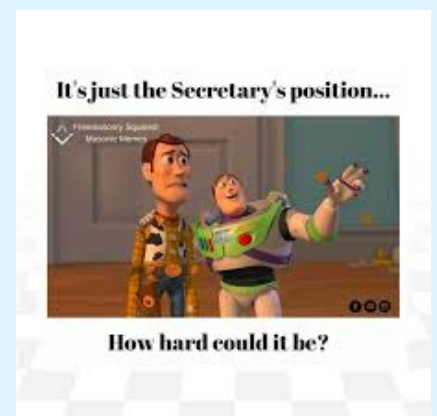 It's just the Secretary's position...
Freemasonry Squared
Masonic Memes
How hard could it be?